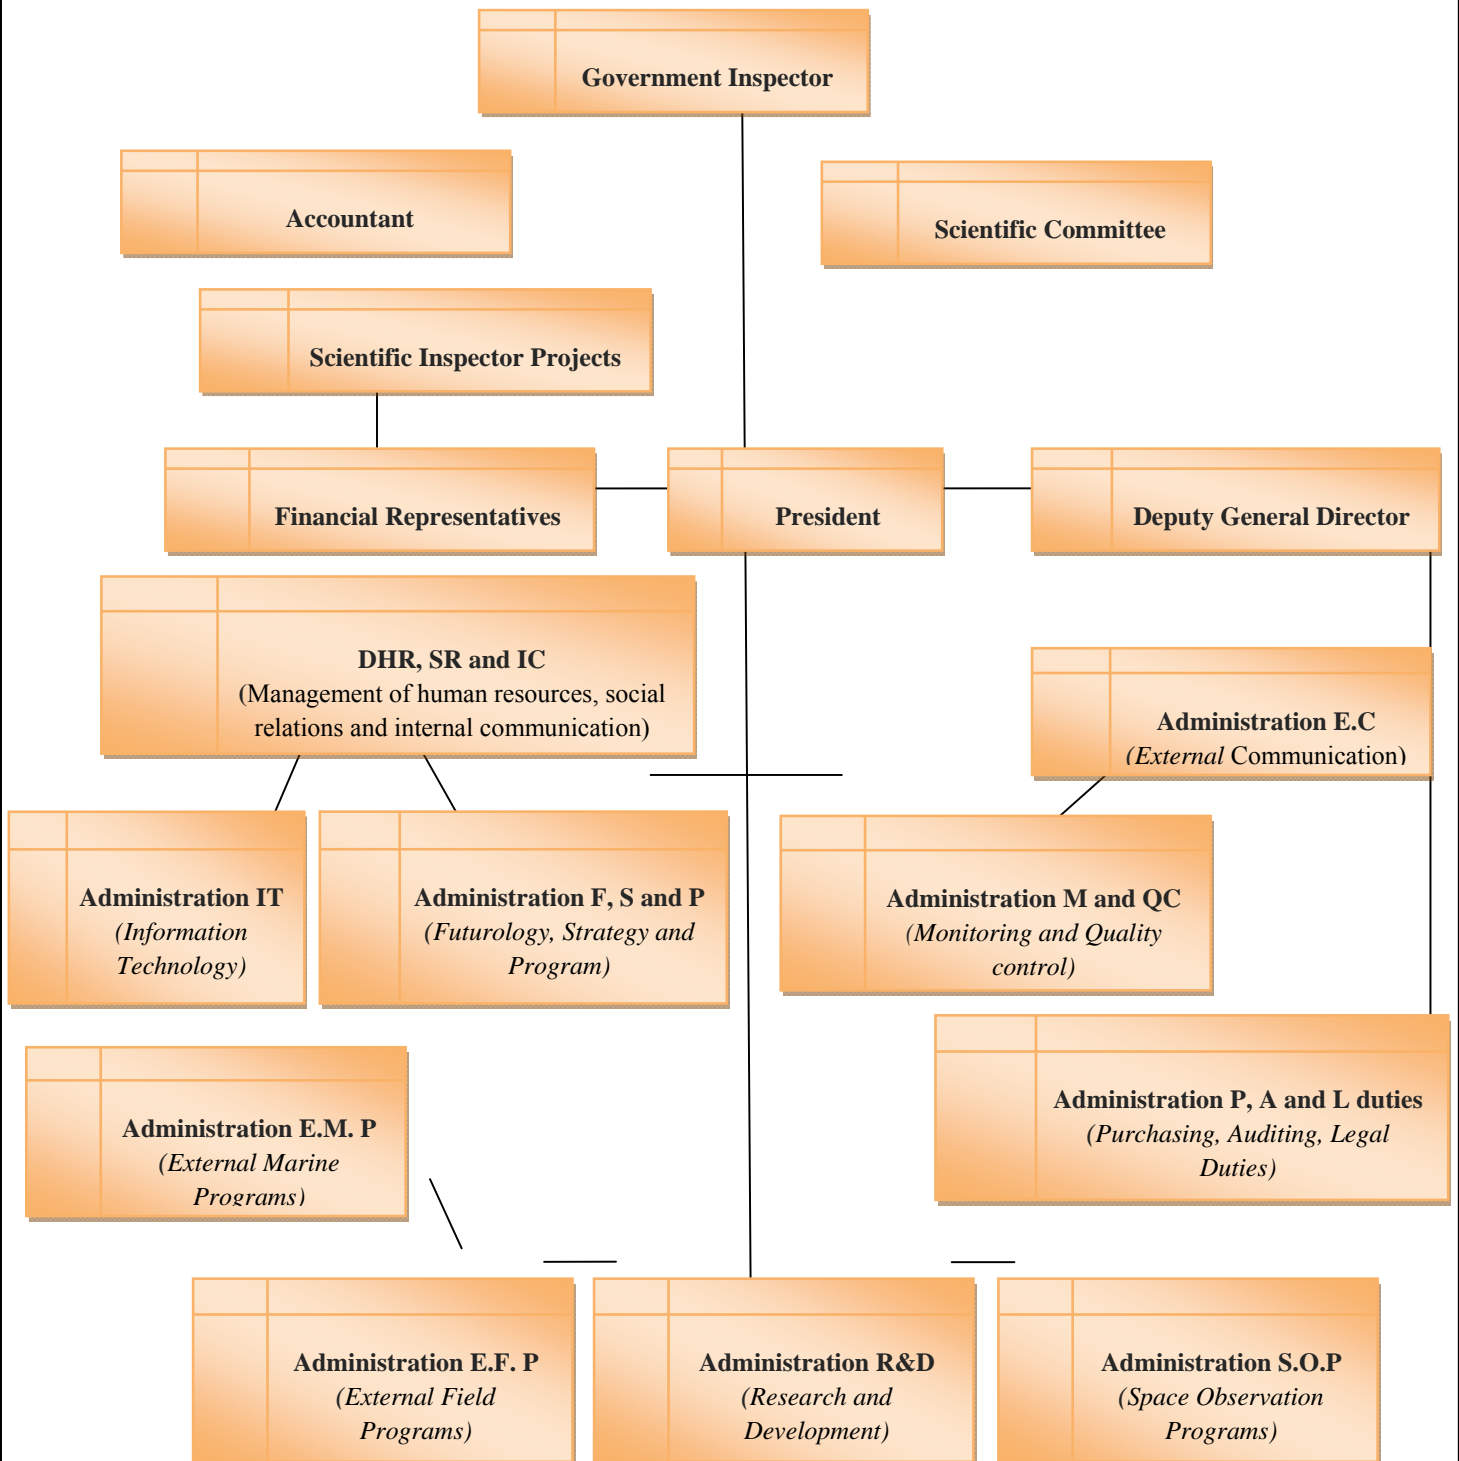 Government Inspector
Accountant
Scientific Committee
Scientific Inspector Projects
Financial Representatives
President
Deputy General Director
DHR, SR and IC
(Management of human resources, social
relations and internal communication)
Administration E.C
(External Communication)
Administration IT
(Information
Technology)
Administration F, S and P
(Futurology, Strategy and
Program)
Administration M and QC
(Monitoring and Quality
control)
Administration P, A and L duties
(Purchasing, Auditing, Legal
Duties)
Administration E.M. P
(External Marine
Programs)
Administration E.F. P
(External Field
Programs)
Administration R&D
(Research and
Development)
Administration S.O.P
(Space Observation
Programs)